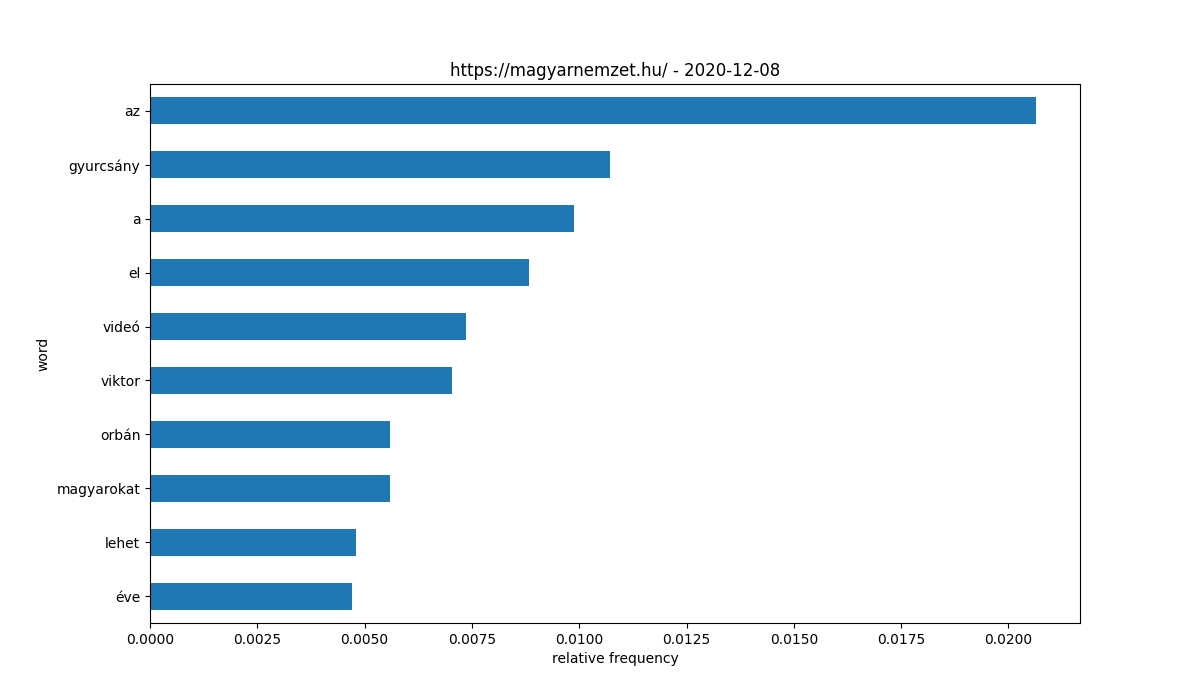 https://magyarnemzet.hu/ - 2020-12-08
az
gyurcsány
a
el
videó
viktor
orbán
magyarokat
lehet
éve
word
0.0000 0.0025 0.0050 0.0075 0.0100 0.0125 0.0150 0.0175 0.0200
relative frequency